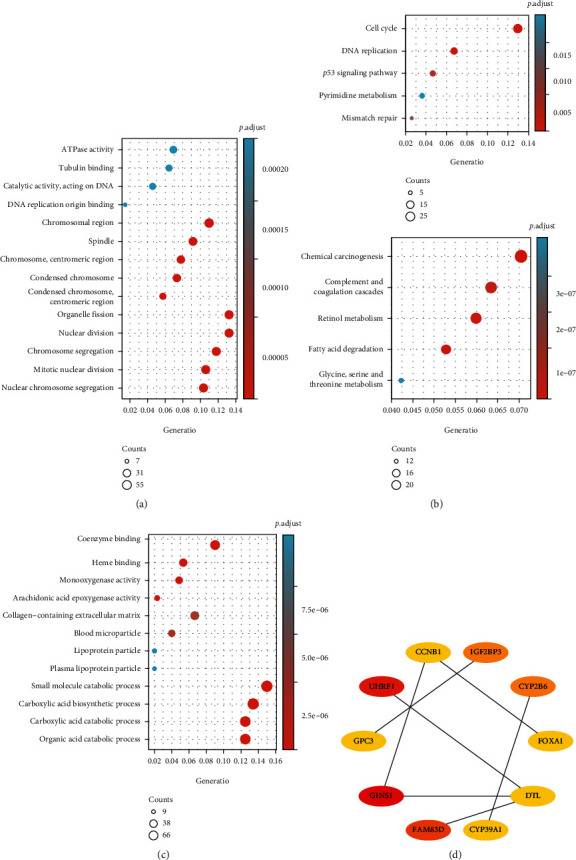 p.adjust
ATPase activity
Tubulin binding
Catalytic activity, acting on DNA
DNA replication origin binding
Chromosomal region
Spindle
Chromosome, centromeric region
Condensed chromosome
Condensed chromosome,
centromeric region
Organelle fission
Nuclear division
Chromosome segregation
Mitotic nuclear division
Nuclear chromosome segregation
0.00020
0.00015
0.00010
0.00005
0.02 0.04 0.06 0.08 0.10 0.12 0.14
Generatio
Counts
7
31
55
(a)
p.adjust
Cell cycle
DNA replication
p53 signaling pathway
Pyrimidine metabolism
Mismatch repair
0.015
0.010
0.005
0.02 0.04 0.06 0.08 0.10 0.12 0.14
Generatio
Counts
5
15
25
p.adjust
Chemical carcinogenesis
Complement and
coagulation cascades
Retinol metabolism
Fatty acid degradation
Glycine, serine and
threonine metabolism
3e−07
2e−07
1e−07
0.040 0.045 0.050 0.055 0.060 0.065 0.070
Generatio
Counts
12
16
20
(b)
p.adjust
Coenzyme binding
Heme binding
Monooxygenase activity
Arachidonic acid epoxygenase activity
Collagen−containing extracellular matrix
Blood microparticle
Lipoprotein particle
Plasma lipoprotein particle
Small molecule catabolic process
Carboxylic acid biosynthetic process
Carboxylic acid catabolic process
Organic acid catabolic process
7.5e−06
5.0e−06
2.5e−06
0.02 0.04 0.06 0.08 0.10 0.12 0.14 0.16
Generatio
Counts
9
38
66
(c)
CCNB1
IGF2BP3
UHRF1
CYP2B6
GPC3
FOXA1
GINS1
DTL
FAM83D
CYP39A1
(d)